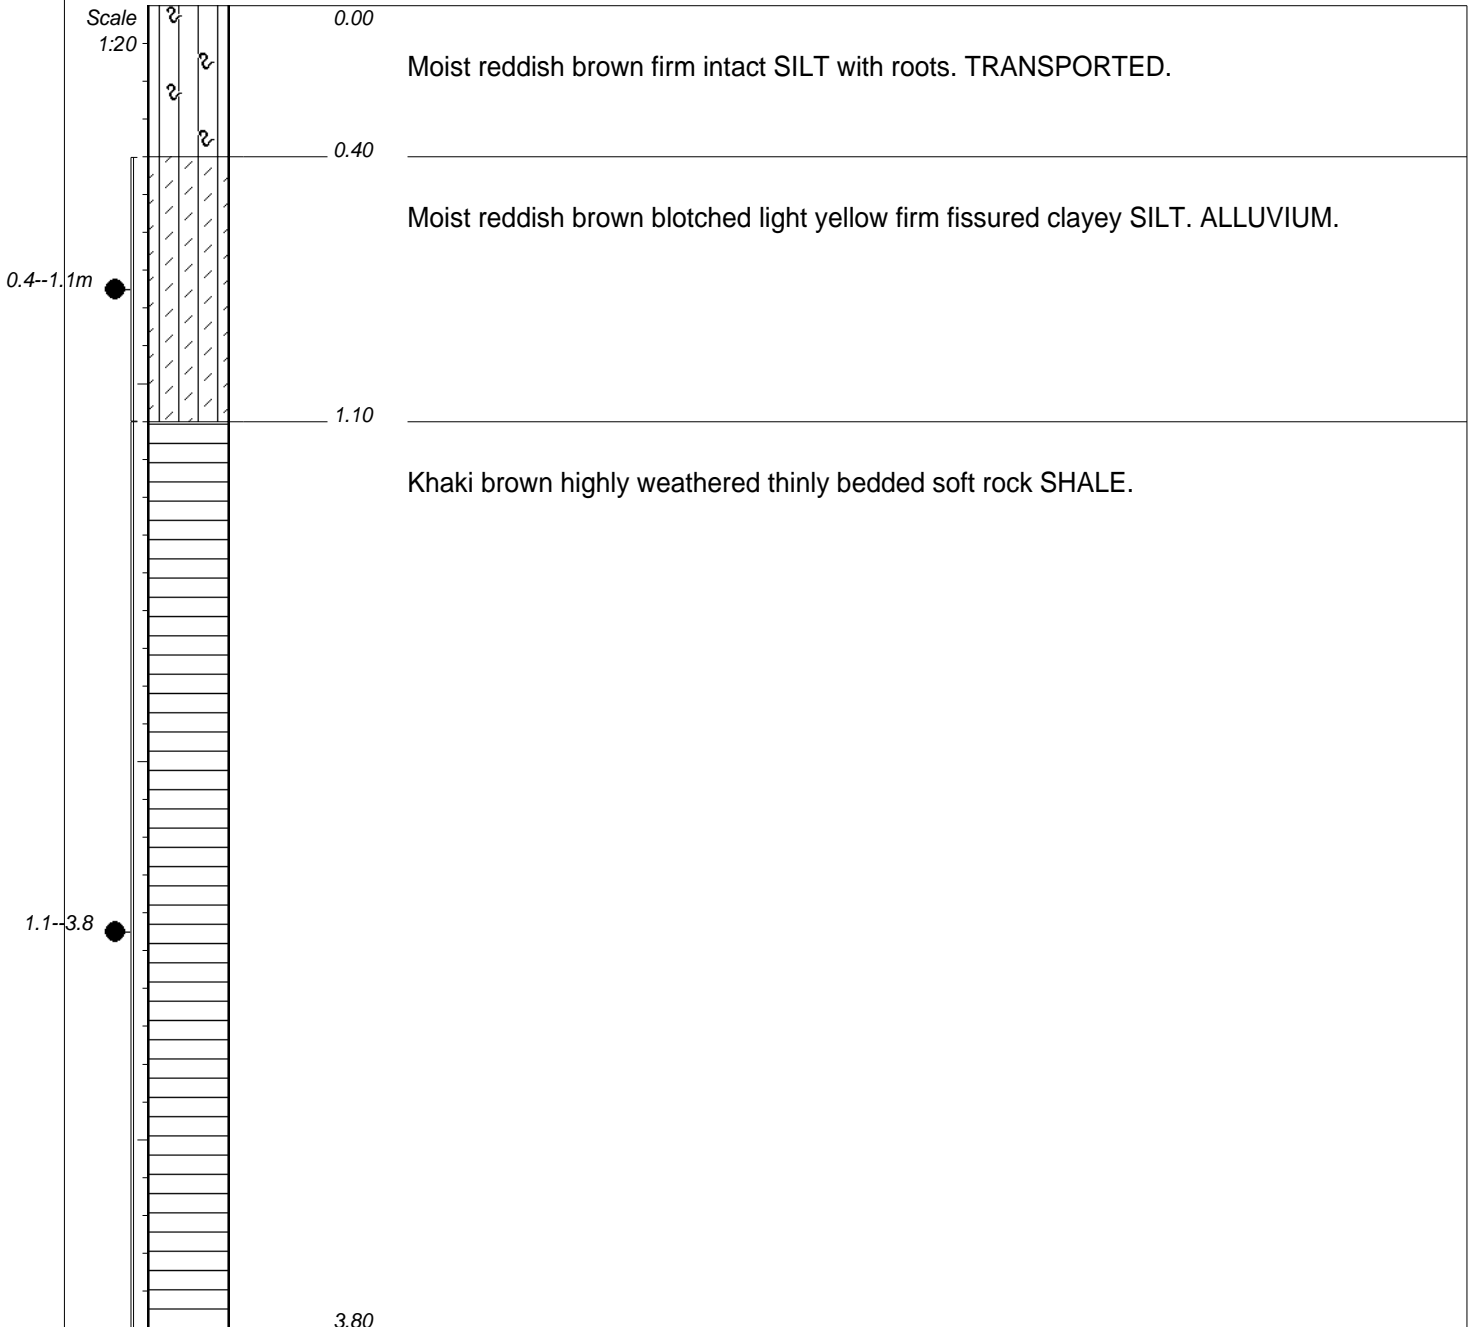 Scale
1:20
0.00
Moist reddish brown firm intact SILT with roots. TRANSPORTED.
0.40
Moist reddish brown blotched light yellow firm fissured clayey SILT. ALLUVIUM.
0.4--1.1m
1.10
Khaki brown highly weathered thinly bedded soft rock SHALE.
1.1--3.8
3.80